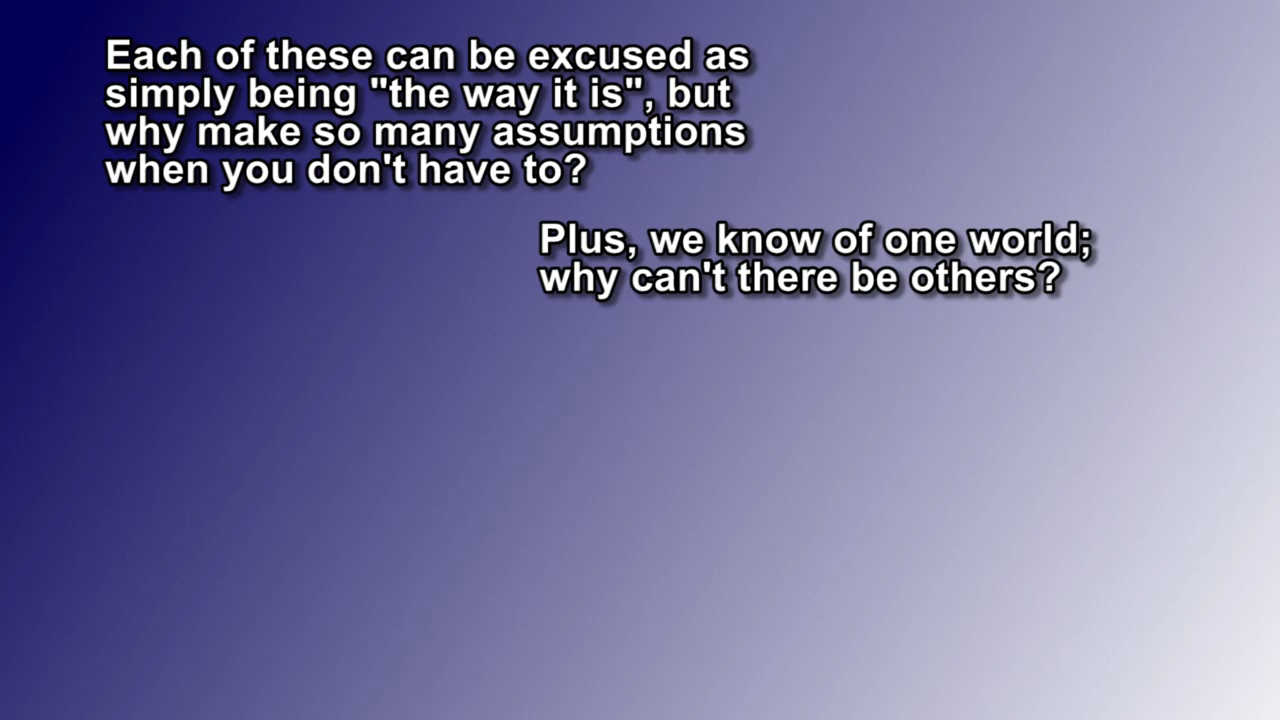 Each of these can be excused as
simply being "the way it is", but
why make so many assumptions
when you don't have to?
Plus, we know of one world;
why can't there be others?